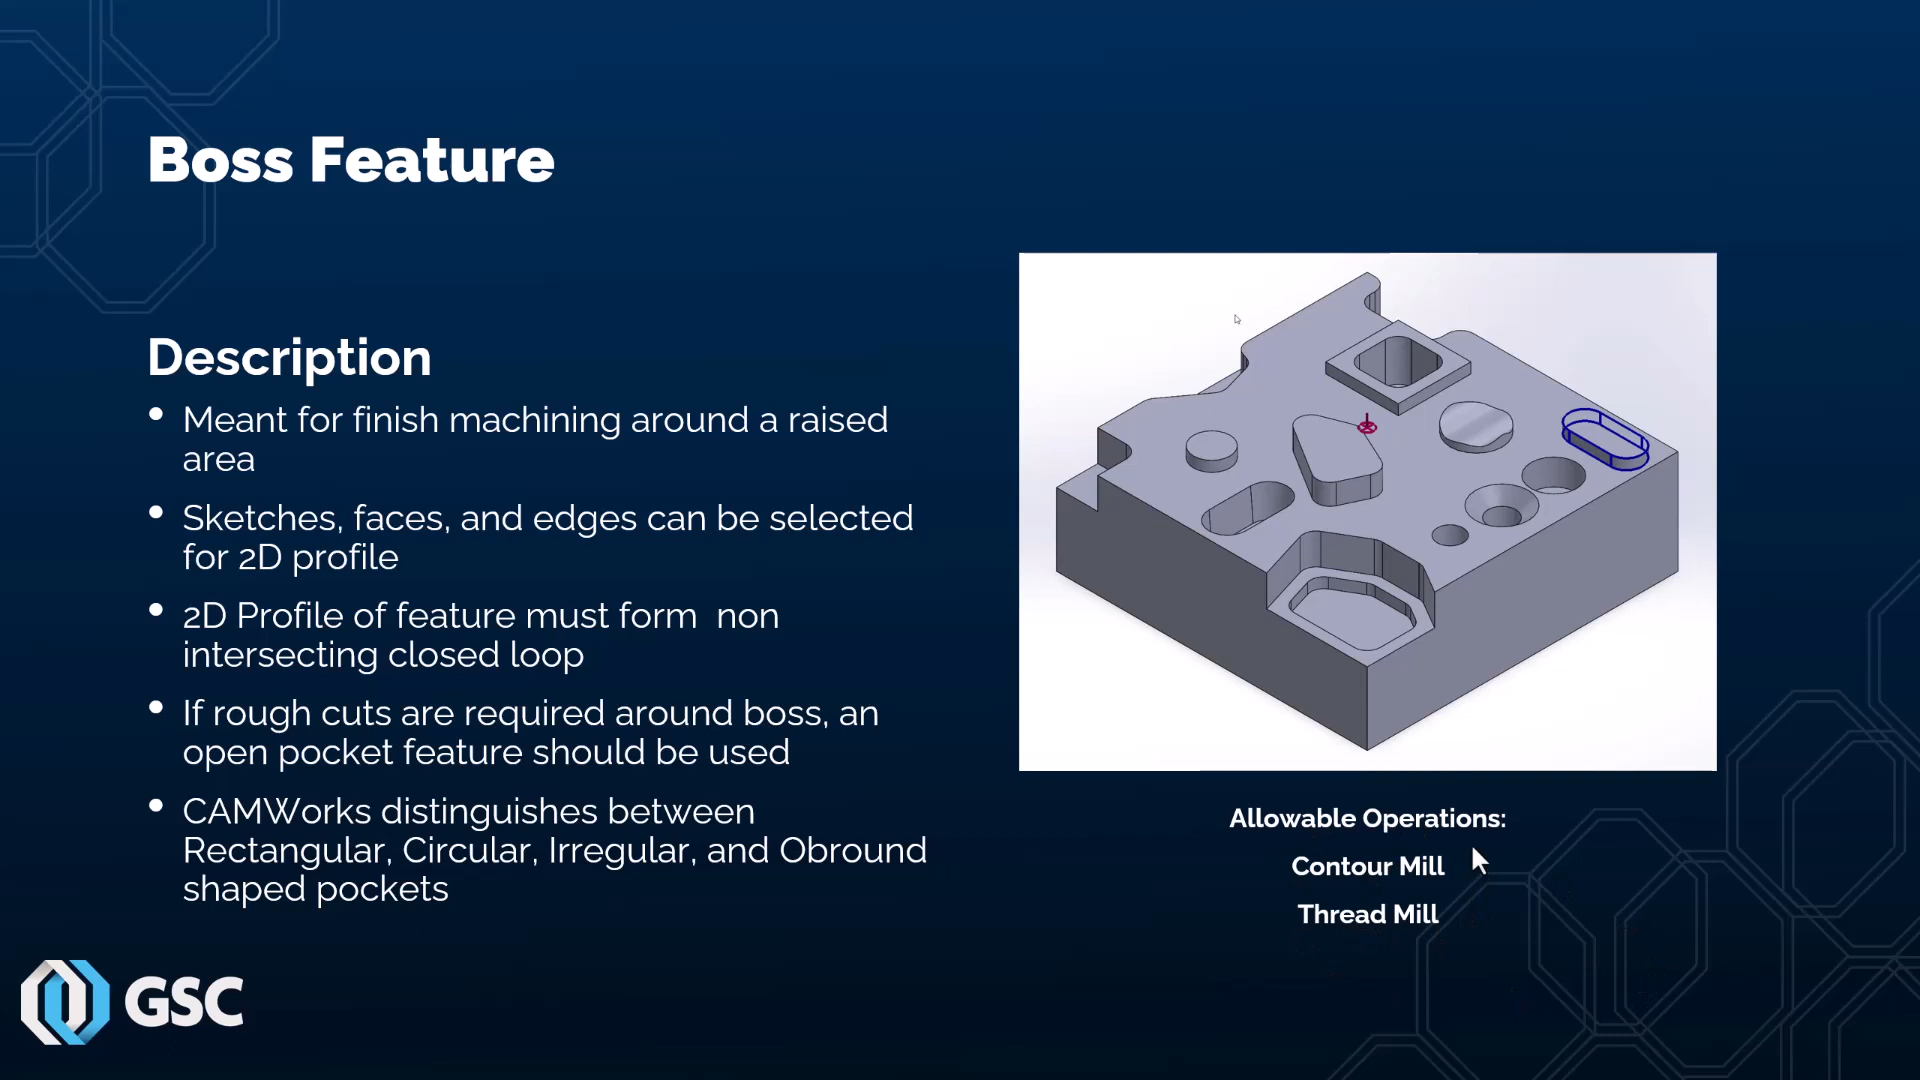 Boss Feature
Description
• Meant for finish machining around a raised
area
• Sketches, faces, and edges can be selected
for 2D profile
• 2D Profile of feature must form  non
intersecting closed loop
• If rough cuts are required around boss, an
open pocket feature should be used
• CAMWorks distinguishes between
Rectangular, Circular, Irregular, and Obround
shaped pockets
Allowable Operations:
Contour Mill
Thread Mill
GSC